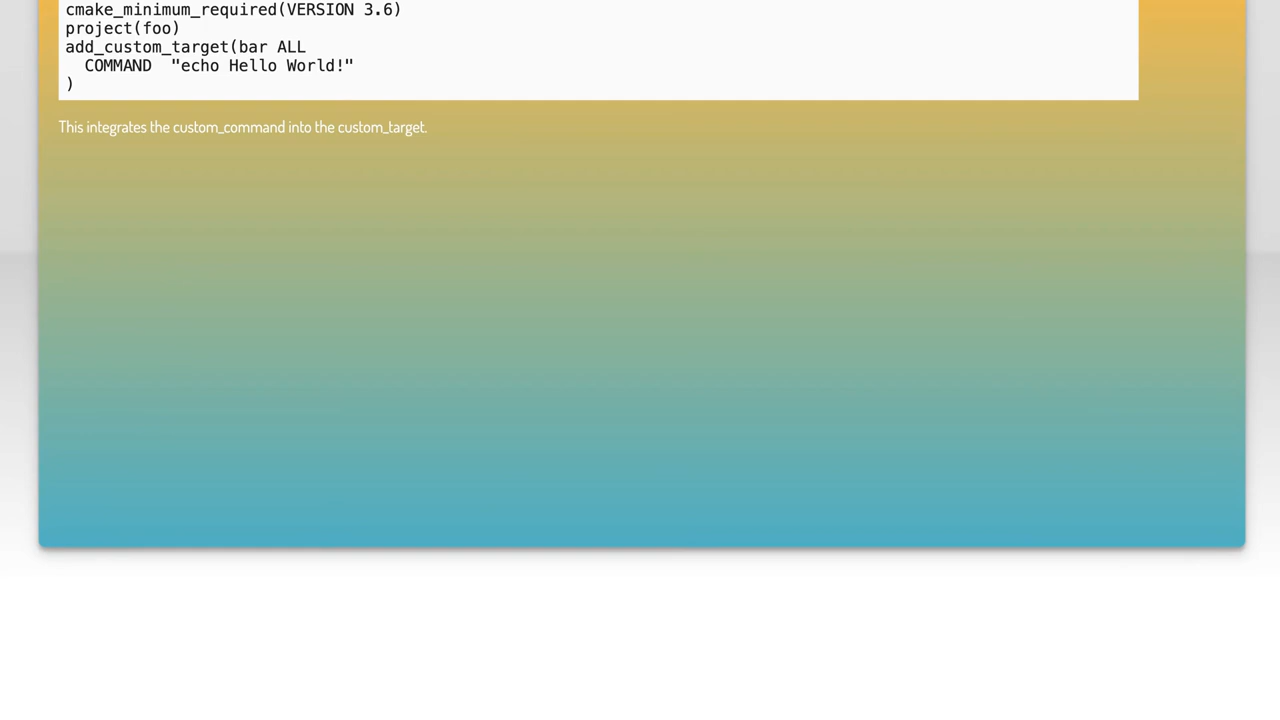 cmake_minimum_required(VERSION 3.6)
project(foo)
add_custom_target(bar ALL
  COMMAND  "echo Hello World!"
)
This integrates the custom_command into the custom_target.